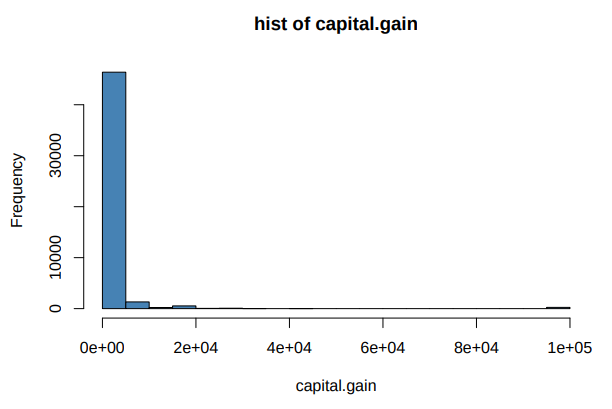 hist of capital.gain
Frequency
30000
10000
0
0e+00 2e+04 4e+04 6e+04 8e+04 1e+05
capital.gain